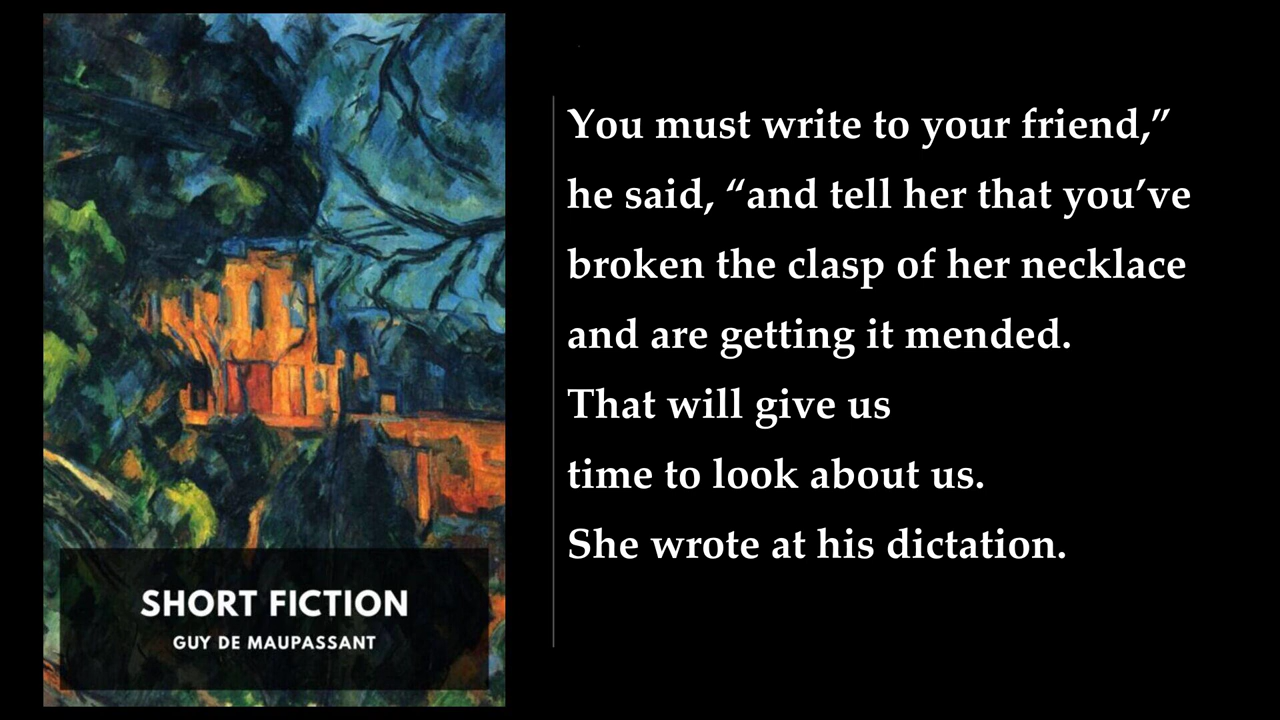 SHORT FICTION
GUY DE MAUPASSANT
You must write to your friend,”
he said, “and tell her that you’ve
broken the clasp of her necklace
and are getting it mended.
That will give us
time to look about us.
She wrote at his dictation.